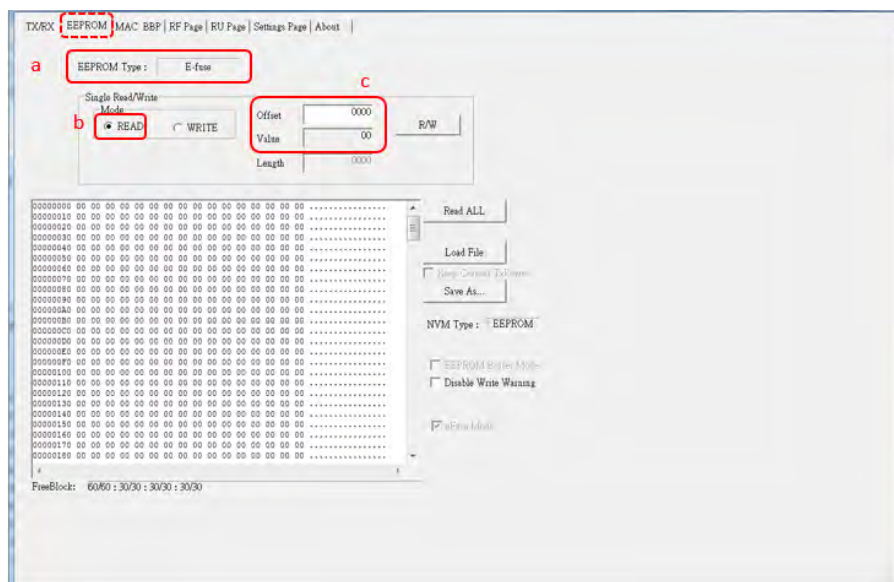 TX/RX EEPROM MAC BBP RF Page RU Page Settings Page About
a EEPROM Type : E-fuse
c
Single Read/Write
Mode
b READ WRITE
Offset 0000
Value 00
R/W
Length 0000
00000000 00 00 00 00 00 00 00 00 00 00 00 00 00 00 00 00 ................
00000010 00 00 00 00 00 00 00 00 00 00 00 00 00 00 00 00 ................
00000020 00 00 00 00 00 00 00 00 00 00 00 00 00 00 00 00 ................
00000030 00 00 00 00 00 00 00 00 00 00 00 00 00 00 00 00 ................
00000040 00 00 00 00 00 00 00 00 00 00 00 00 00 00 00 00 ................
00000050 00 00 00 00 00 00 00 00 00 00 00 00 00 00 00 00 ................
00000060 00 00 00 00 00 00 00 00 00 00 00 00 00 00 00 00 ................
00000070 00 00 00 00 00 00 00 00 00 00 00 00 00 00 00 00 ................
00000080 00 00 00 00 00 00 00 00 00 00 00 00 00 00 00 00 ................
00000090 00 00 00 00 00 00 00 00 00 00 00 00 00 00 00 00 ................
000000A0 00 00 00 00 00 00 00 00 00 00 00 00 00 00 00 00 ................
000000B0 00 00 00 00 00 00 00 00 00 00 00 00 00 00 00 00 ................
000000C0 00 00 00 00 00 00 00 00 00 00 00 00 00 00 00 00 ................
000000D0 00 00 00 00 00 00 00 00 00 00 00 00 00 00 00 00 ................
000000E0 00 00 00 00 00 00 00 00 00 00 00 00 00 00 00 00 ................
000000F0 00 00 00 00 00 00 00 00 00 00 00 00 00 00 00 00 ................
00000100 00 00 00 00 00 00 00 00 00 00 00 00 00 00 00 00 ................
00000110 00 00 00 00 00 00 00 00 00 00 00 00 00 00 00 00 ................
00000120 00 00 00 00 00 00 00 00 00 00 00 00 00 00 00 00 ................
00000130 00 00 00 00 00 00 00 00 00 00 00 00 00 00 00 00 ................
00000140 00 00 00 00 00 00 00 00 00 00 00 00 00 00 00 00 ................
00000150 00 00 00 00 00 00 00 00 00 00 00 00 00 00 00 00 ................
00000160 00 00 00 00 00 00 00 00 00 00 00 00 00 00 00 00 ................
00000170 00 00 00 00 00 00 00 00 00 00 00 00 00 00 00 00 ................
00000180 00 00 00 00 00 00 00 00 00 00 00 00 00 00 00 00 ................
Read ALL
Load File
Keep Current TxPower
Save As...
NVM Type : EEPROM
EEPROM Buffer Mode
Disable Write Warning
eFuse Mode
FreeBlock: 60/60 : 30/30 : 30/30 : 30/30